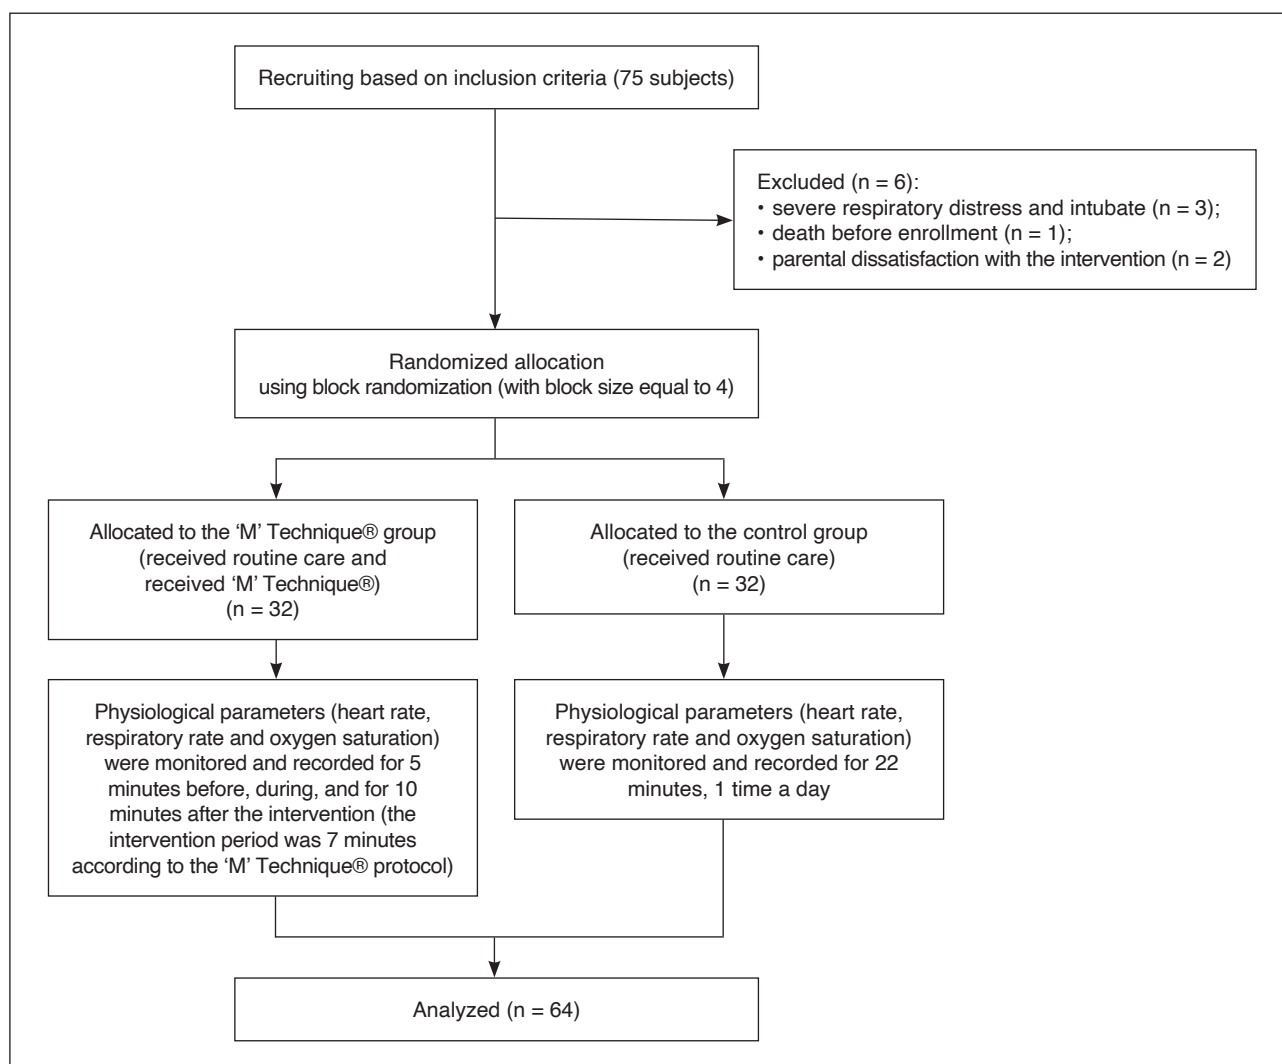 Recruiting based on inclusion criteria (75 subjects)
Excluded (n = 6):
• severe respiratory distress and intubate (n = 3);
• death before enrollment (n = 1);
• parental dissatisfaction with the intervention (n = 2)
Randomized allocation
using block randomization (with block size equal to 4)
Allocated to the ‘M’ Technique® group
(received routine care and
received ‘M’ Technique®)
(n = 32)
Allocated to the control group
(received routine care)
(n = 32)
Physiological parameters (heart rate,
respiratory rate and oxygen saturation)
were monitored and recorded for 5
minutes before, during, and for 10
minutes after the intervention (the
intervention period was 7 minutes
according to the ‘M’ Technique® protocol)
Physiological parameters (heart rate,
respiratory rate and oxygen saturation)
were monitored and recorded for 22
minutes, 1 time a day
Analyzed (n = 64)